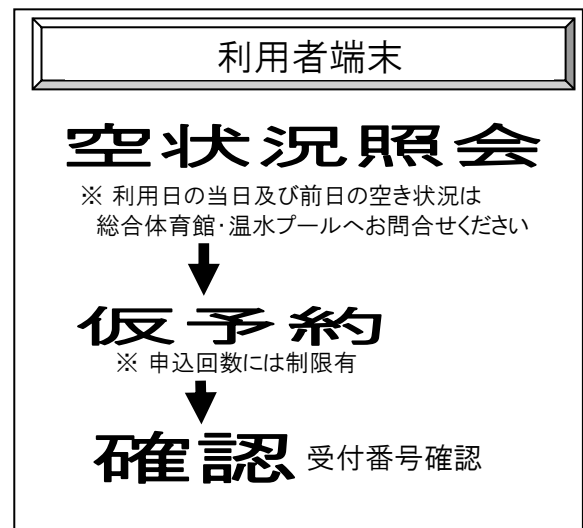 利用者端末
空状況照会
※ 利用日の当日及び前日の空き状況は
総合体育館・温水プールへお問合せください
仮予約
※ 申込回数には制限有
確認 受付番号確認